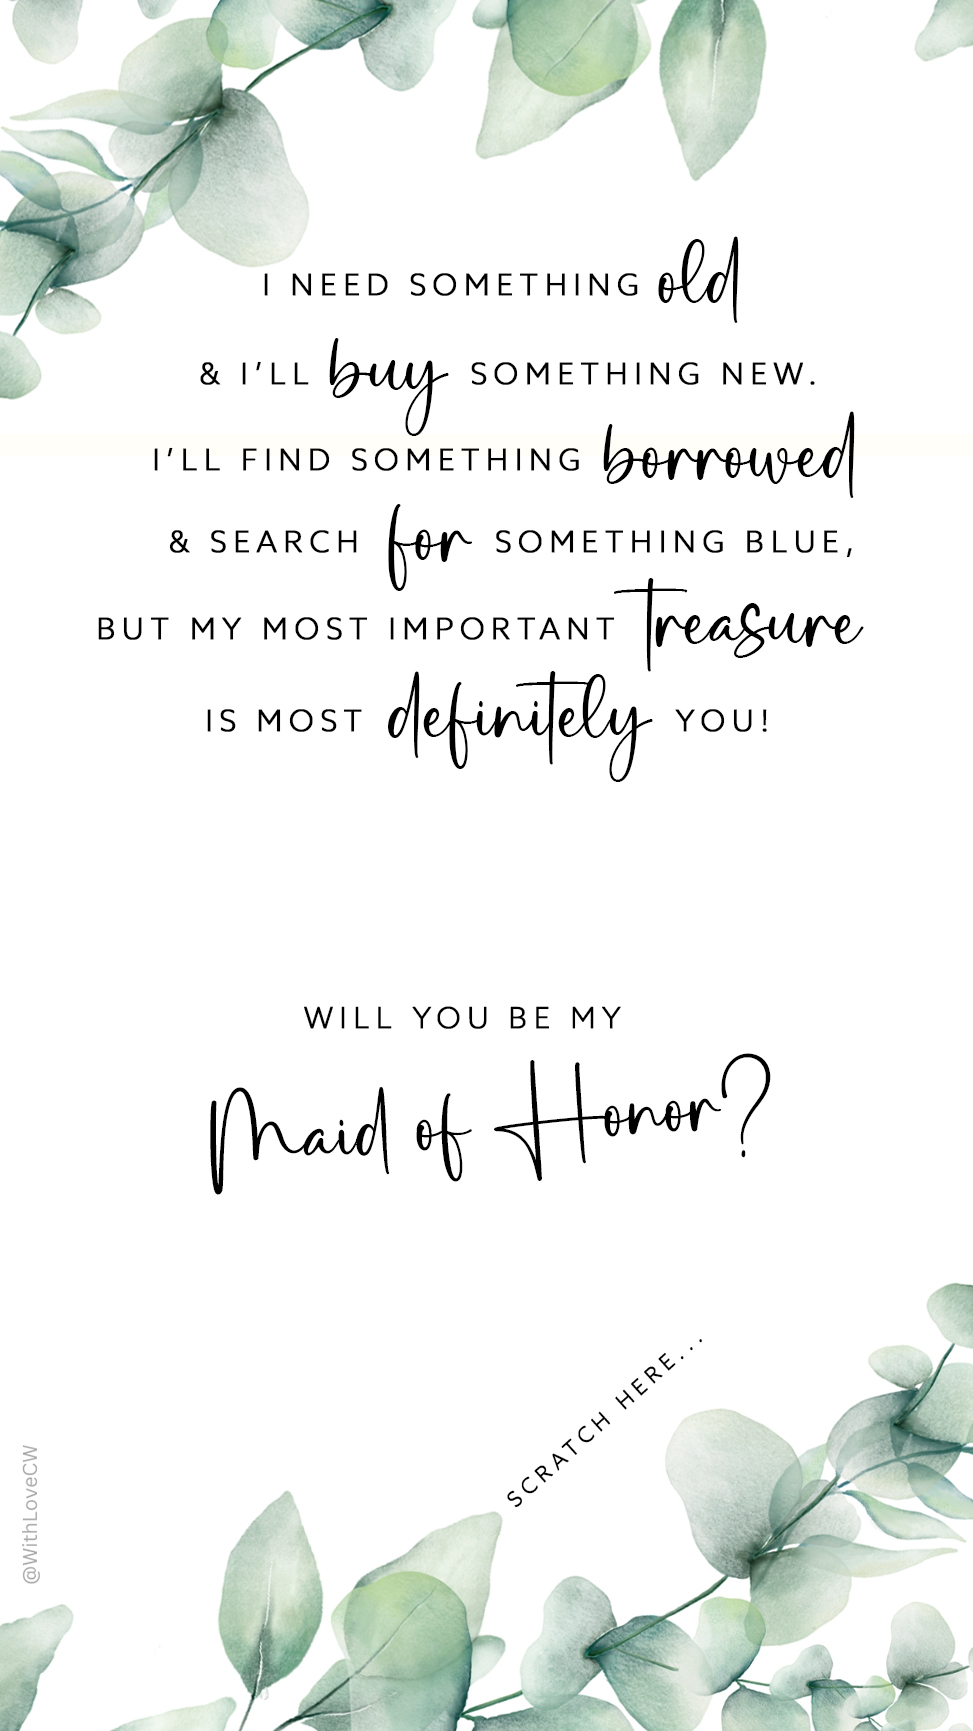 I NEED SOMETHING old
& I'LL buy SOMETHING NEW.
I'LL FIND SOMETHING borrowed
& SEARCH for SOMETHING BLUE,
BUT MY MOST IMPORTANT treasure
IS MOST definitely YOU!
WILL YOU BE MY
Maid of Honor?
SCRATCH HERE...
@WithLoveCW